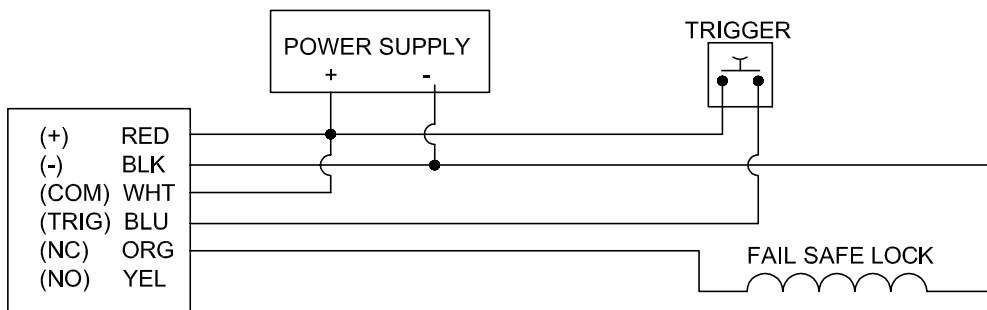 POWER SUPPLY
+ -
TRIGGER
(+) RED
(-) BLK
(COM) WHT
(TRIG) BLU
(NC) ORG
(NO) YEL
FAIL SAFE LOCK